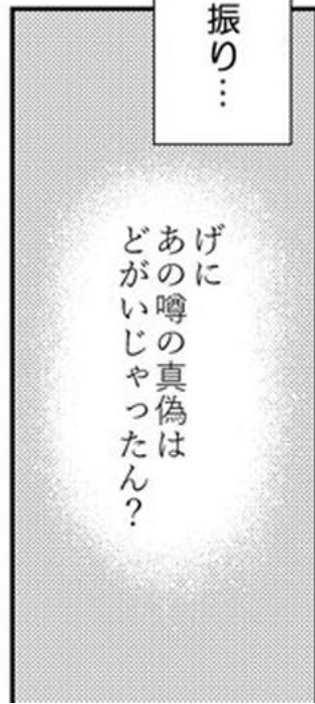 振り…
げに
あの噂の真偽は
どがいじゃったん？